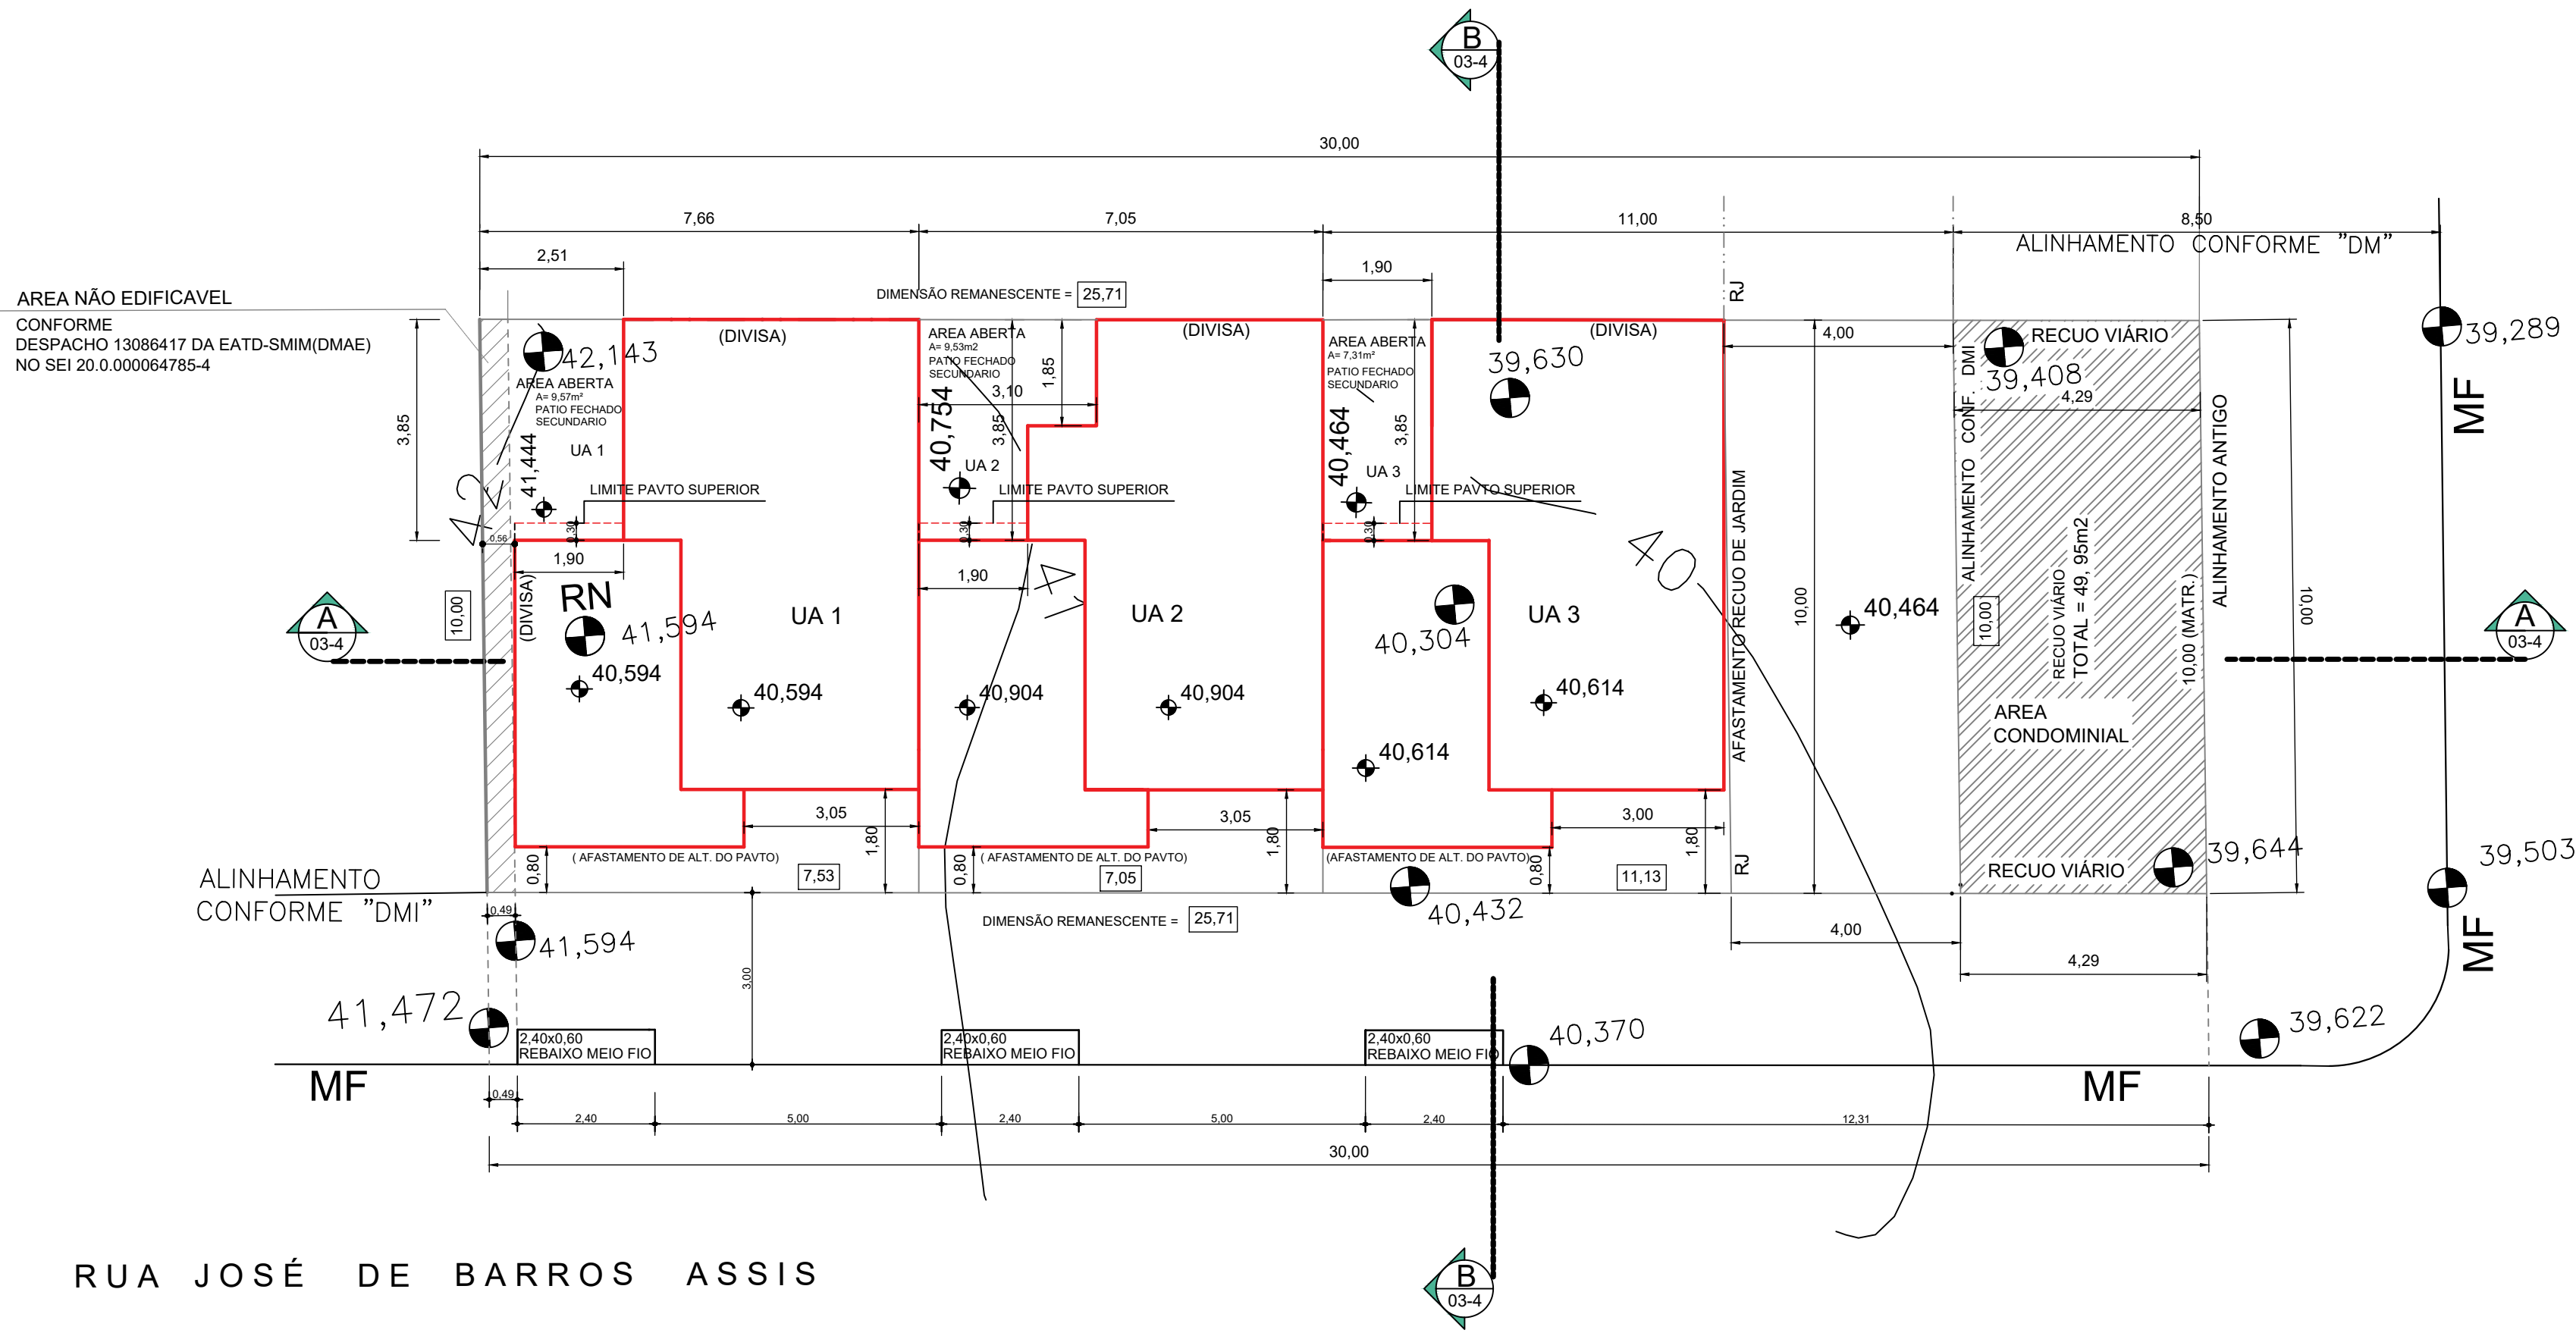 B
03-4
30,00
7,66
7,05
11,00
8,50
ALINHAMENTO CONFORME "DM"
2,51
1,90
DIMENSÃO REMANESCENTE = 25,71
RJ
AREA NÃO EDIFICAVEL
CONFORME
DESPACHO 13086417 DA EATD-SMIM(DMAE)
NO SEI 20.0.000064785-4
42,143
AREA ABERTA
A= 9,57m²
PATIO FECHADO
SECUNDARIO
UA 1
41,444
3,85
42
LIMITE PAVTO SUPERIOR
0,30
0,56
1,90
(DIVISA)
(DIVISA)
AREA ABERTA
A= 9,53m2
PATIO FECHADO
SECUNDARIO
3,10
1,85
40,754
3,85
UA 2
LIMITE PAVTO SUPERIOR
0,30
1,90
41
(DIVISA)
AREA ABERTA
A= 7,31m²
PATIO FECHADO
SECUNDARIO
40,464
3,85
UA 3
LIMITE PAVTO SUPERIOR
0,30
(DIVISA)
39,630
40
4,00
RECUO VIÁRIO
39,408
4,29
39,289
MF
ALINHAMENTO CONF. DMI
ALINHAMENTO ANTIGO
AFASTAMENTO RECUO DE JARDIM
10,00
10,00
RECUO VIÁRIO
TOTAL = 49, 95m2
10,00 (MATR.)
10,00
A
03-4
10,00
RN
41,594
40,594
UA 1
40,594
UA 2
40,904
40,904
UA 3
40,304
40,614
40,614
40,464
AREA
CONDOMINIAL
A
03-4
3,05
1,80
3,05
1,80
3,00
1,80
0,80
( AFASTAMENTO DE ALT. DO PAVTO)
7,53
0,80
( AFASTAMENTO DE ALT. DO PAVTO)
7,05
(AFASTAMENTO DE ALT. DO PAVTO)
0,80
11,13
RJ
RECUO VIÁRIO
39,644
39,503
MF
ALINHAMENTO
CONFORME "DMI"
0,49
41,594
DIMENSÃO REMANESCENTE = 25,71
40,432
4,00
4,29
3,00
41,472
2,40x0,60
REBAIXO MEIO FIO
2,40x0,60
REBAIXO MEIO FIO
2,40x0,60
REBAIXO MEIO FIO
40,370
39,622
MF
MF
0,49
2,40
5,00
2,40
5,00
2,40
12,31
30,00
RUA JOSÉ DE BARROS ASSIS
B
03-4